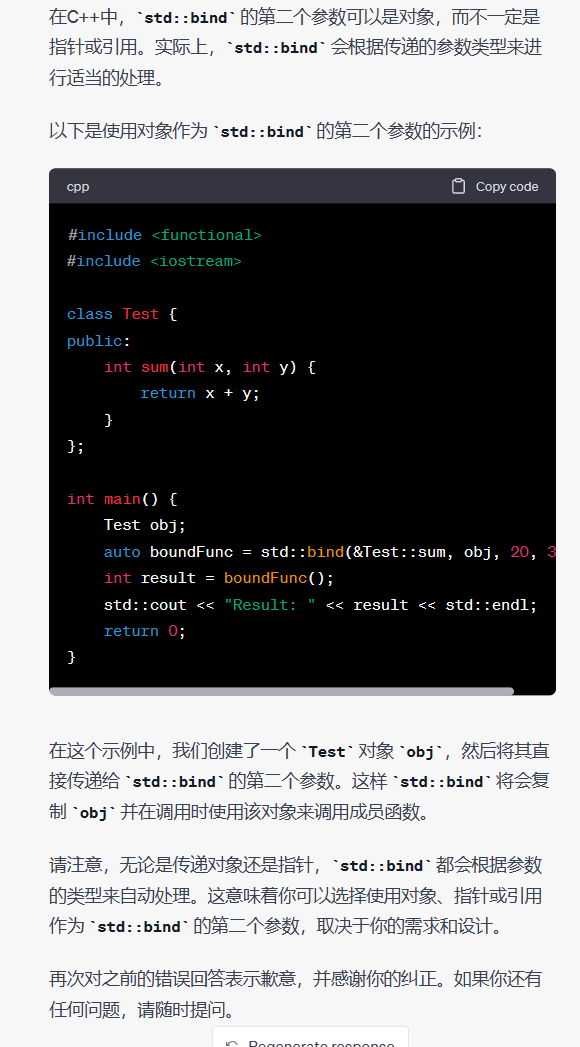 在C++中，`std::bind`的第二个参数可以是对象，而不一定是
指针或引用。实际上，`std::bind`会根据传递的参数类型来进
行适当的处理。
以下是使用对象作为`std::bind`的第二个参数的示例：
cpp Copy code
#include <functional>
#include <iostream>
class Test {
public:
    int sum(int x, int y) {
        return x + y;
    }
};
int main() {
    Test obj;
    auto boundFunc = std::bind(&Test::sum, obj, 20, 3
    int result = boundFunc();
    std::cout << "Result: " << result << std::endl;
    return 0;
}
在这个示例中，我们创建了一个`Test`对象`obj`，然后将其直
接传递给`std::bind`的第二个参数。这样`std::bind`将会复
制`obj`并在调用时使用该对象来调用成员函数。
请注意，无论是传递对象还是指针，`std::bind`都会根据参数
的类型来自动处理。这意味着你可以选择使用对象、指针或引用
作为`std::bind`的第二个参数，取决于你的需求和设计。
再次对之前的错误回答表示歉意，并感谢你的纠正。如果你还有
任何问题，请随时提问。
Regenerate response